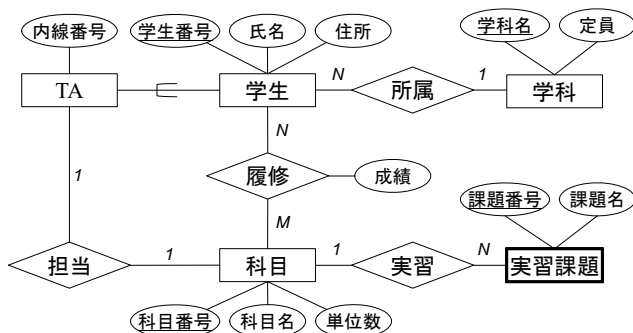 内線番号 学生番号 氏名 住所 学科名 定員
TA 学生 N 所属 1 学科
1 N
履修 成績
課題番号 課題名
M
担当 1 科目 1 実習 N 実習課題
科目番号 科目名 単位数